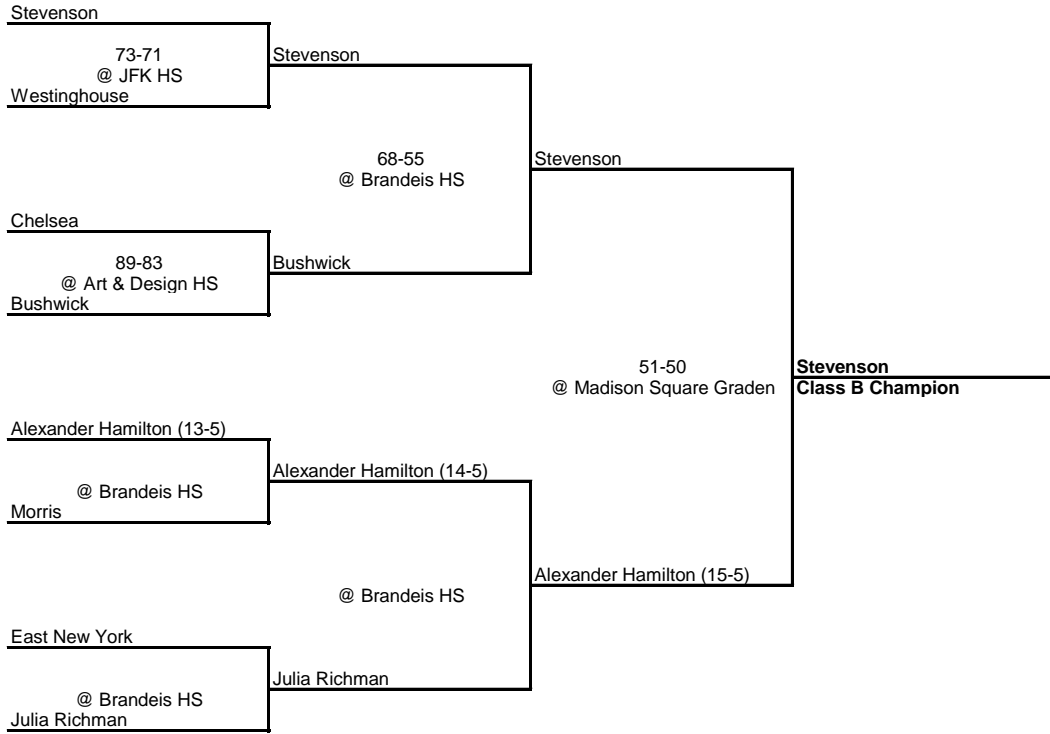 Stevenson
73-71
@ JFK HS
Westinghouse
Stevenson
68-55
@ Brandeis HS
Chelsea
89-83
@ Art & Design HS
Bushwick
Bushwick
Stevenson
51-50
@ Madison Square Graden
Stevenson
Class B Champion
Alexander Hamilton (13-5)
@ Brandeis HS
Morris
Alexander Hamilton (14-5)
@ Brandeis HS
Alexander Hamilton (15-5)
East New York
@ Brandeis HS
Julia Richman
Julia Richman